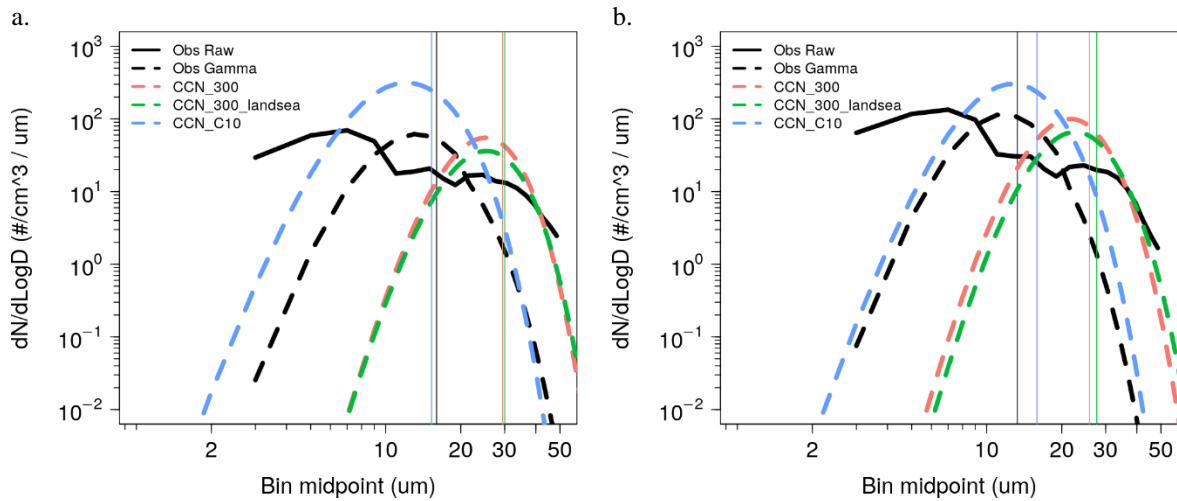 a.
dN/dLogD (#/cm^3 / um)
10^3
10^2
10^1
10^0
10^−1
10^−2
Obs Raw
Obs Gamma
CCN_300
CCN_300_landsea
CCN_C10
2
10
20
30
50
Bin midpoint (um)
b.
dN/dLogD (#/cm^3 / um)
10^3
10^2
10^1
10^0
10^−1
10^−2
Obs Raw
Obs Gamma
CCN_300
CCN_300_landsea
CCN_C10
2
10
20
30
50
Bin midpoint (um)